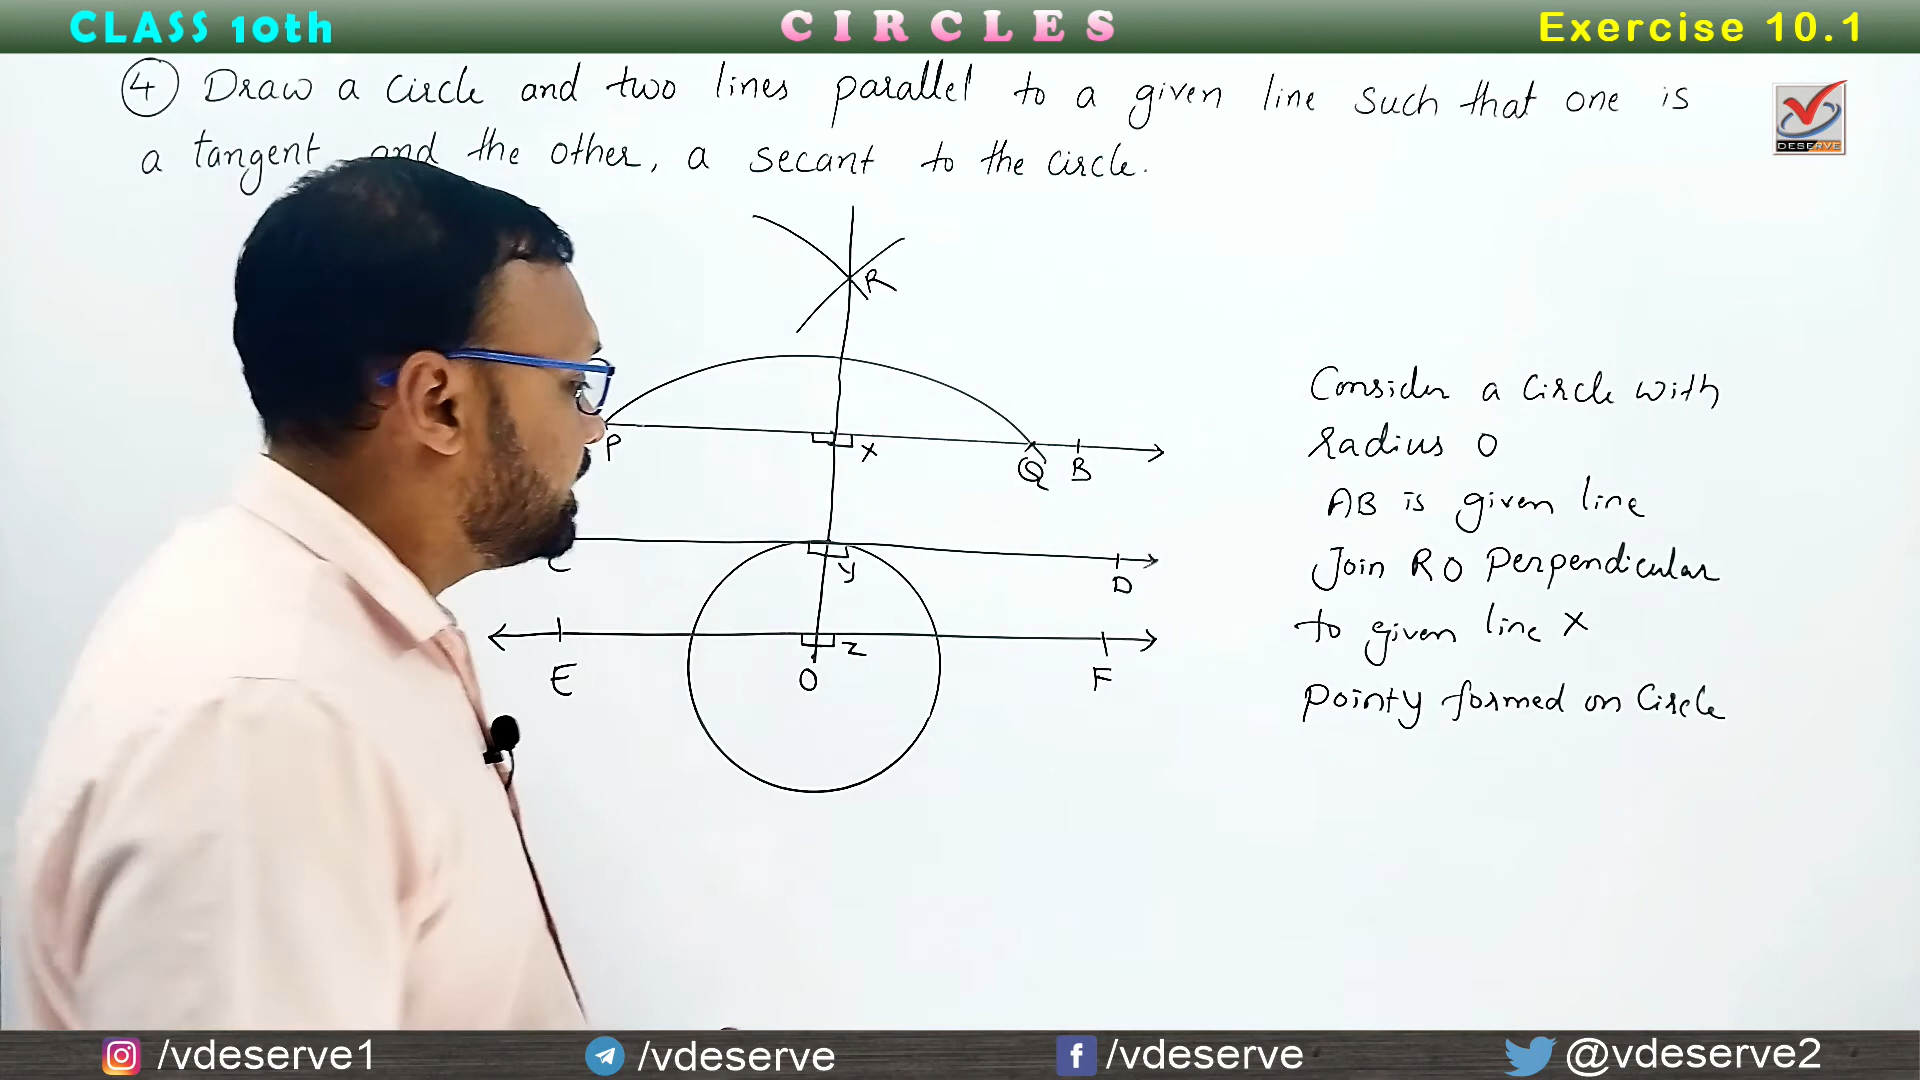 CLASS 10th
CIRCLES
Exercise 10.1
4 Draw a circle and two lines parallel to a given line such that one is
a tangent and the other, a secant to the circle.
DESERVE
R
P
X
Q
B
C
Y
D
E
O
Z
F
Consider a Circle with
radius O
AB is given line
Join RO Perpendicular
to given line X
Pointy formed on Circle
/vdeserve1
/vdeserve
/vdeserve
@vdeserve2